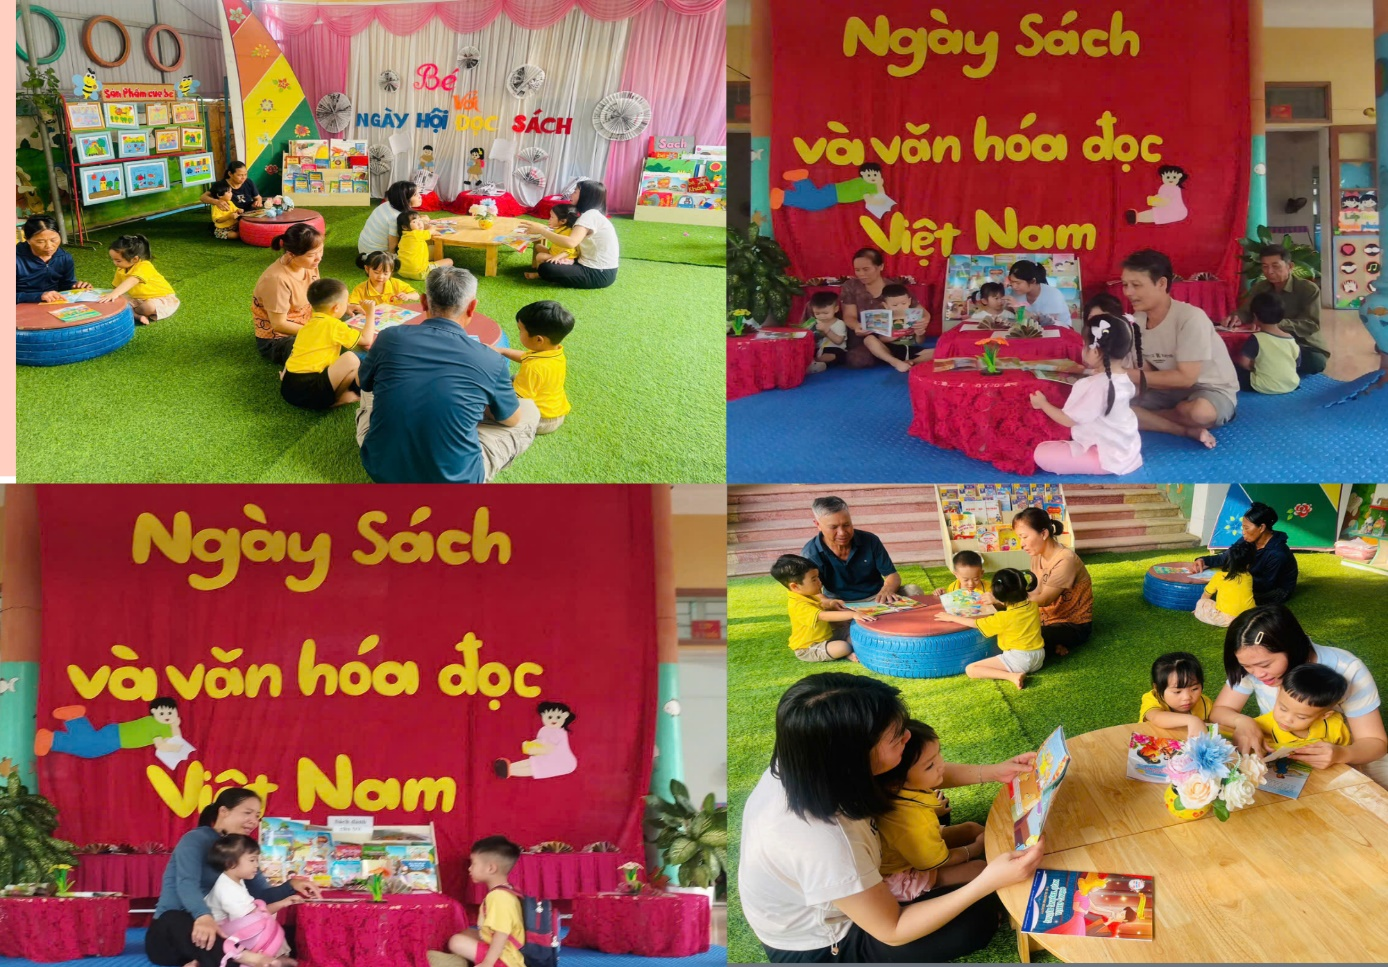 Sản Phẩm của bé
Bé
với
NGÀY HỘI ĐỌC SÁCH
Sách
Ngày Sách
và văn hóa đọc
Việt Nam
Ngày Sách
và văn hóa đọc
Việt Nam